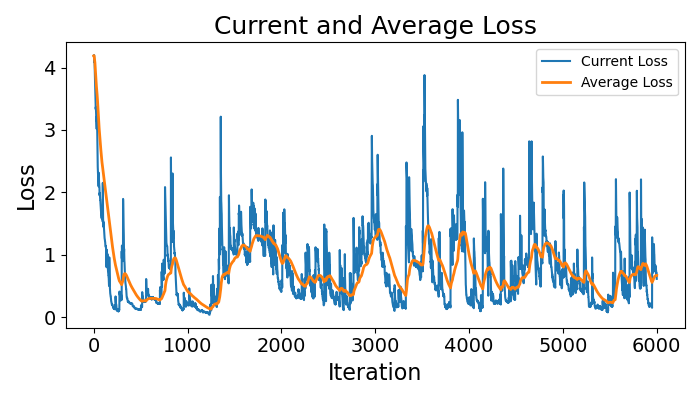 Current and Average Loss
Current Loss
Average Loss
4
3
2
1
0
Loss
0 1000 2000 3000 4000 5000 6000
Iteration